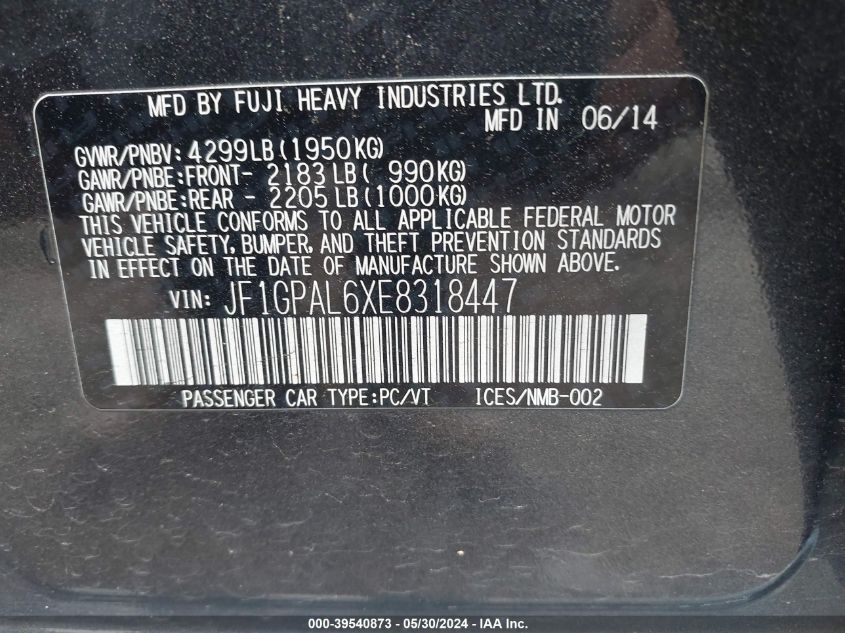 MFD BY FUJI HEAVY INDUSTRIES LTD.
MFD IN 06/14
GVWR/PNBV: 4299LB (1950KG)
GAWR/PNBE:FRONT- 2183LB ( 990KG)
GAWR/PNBE:REAR - 2205LB (1000KG)
THIS VEHICLE CONFORMS TO ALL APPLICABLE FEDERAL MOTOR
VEHICLE SAFETY, BUMPER, AND THEFT PREVENTION STANDARDS
IN EFFECT ON THE DATE OF MANUFACTURE SHOWN ABOVE.
VIN: JF1GPAL6XE8318447
PASSENGER CAR TYPE:PC/VT ICES/NMB-002
000-39540873 - 05/30/2024 - IAA Inc.